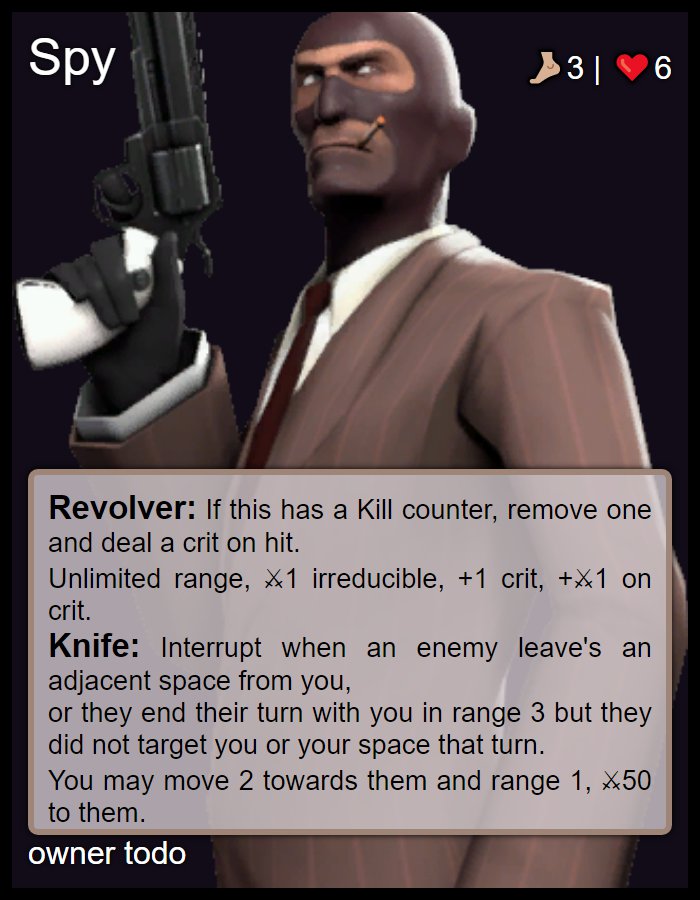 Spy
🦶3 | ❤️6
Revolver: If this has a Kill counter, remove one
and deal a crit on hit.
Unlimited range, ⚔1 irreducible, +1 crit, +⚔1 on
crit.
Knife: Interrupt when an enemy leave's an
adjacent space from you,
or they end their turn with you in range 3 but they
did not target you or your space that turn.
You may move 2 towards them and range 1, ⚔50
to them.
owner todo